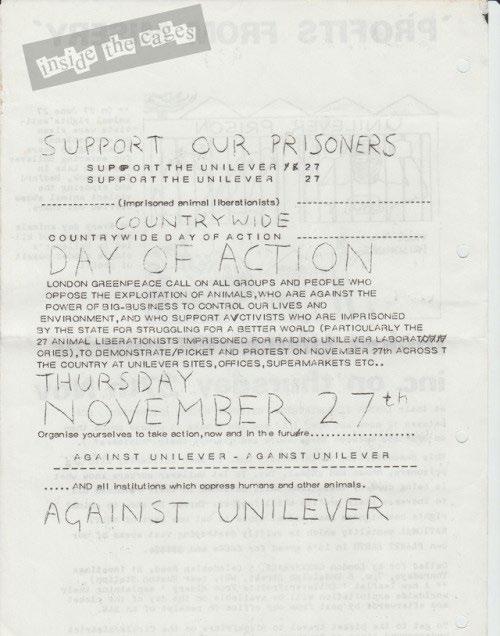 inside the cages
SUPPORT OUR PRISONERS
SUPPORT THE UNILEVER 27
SUPPORT THE UNILEVER 27
(imprisoned animal liberationists)
COUNTRYWIDE
COUNTRYWIDE DAY OF ACTION
DAY OF ACTION
LONDON GREENPEACE CALL ON ALL GROUPS AND PEOPLE WHO
OPPOSE THE EXPLOITATION OF ANIMALS,WHO ARE AGAINST THE
POWER OF BIG-BUSINESS TO CONTROL OUR LIVES AND
ENVIRONMENT,AND WHO SUPPORT ACTIVISTS WHO ARE IMPRISONED
BY THE STATE FOR STRUGGLING FOR A BETTER WORLD (PARTICULARLY THE
27 ANIMAL LIBERATIONISTS IMPRISONED FOR RAIDING UNILEVER LABORAT
ORIES),TO DEMONSTRATE/PICKET AND PROTEST ON NOVEMBER 27th ACROSS T
THE COUNTRY AT UNILEVER SITES,OFFICES,SUPERMARKETS ETC..
THURSDAY
NOVEMBER 27th
Organise yourselves to take action,now and in the future..................
AGAINST UNILEVER - AGAINST UNILEVER
.....AND all institutions which oppress humans and other animals.
AGAINST UNILEVER